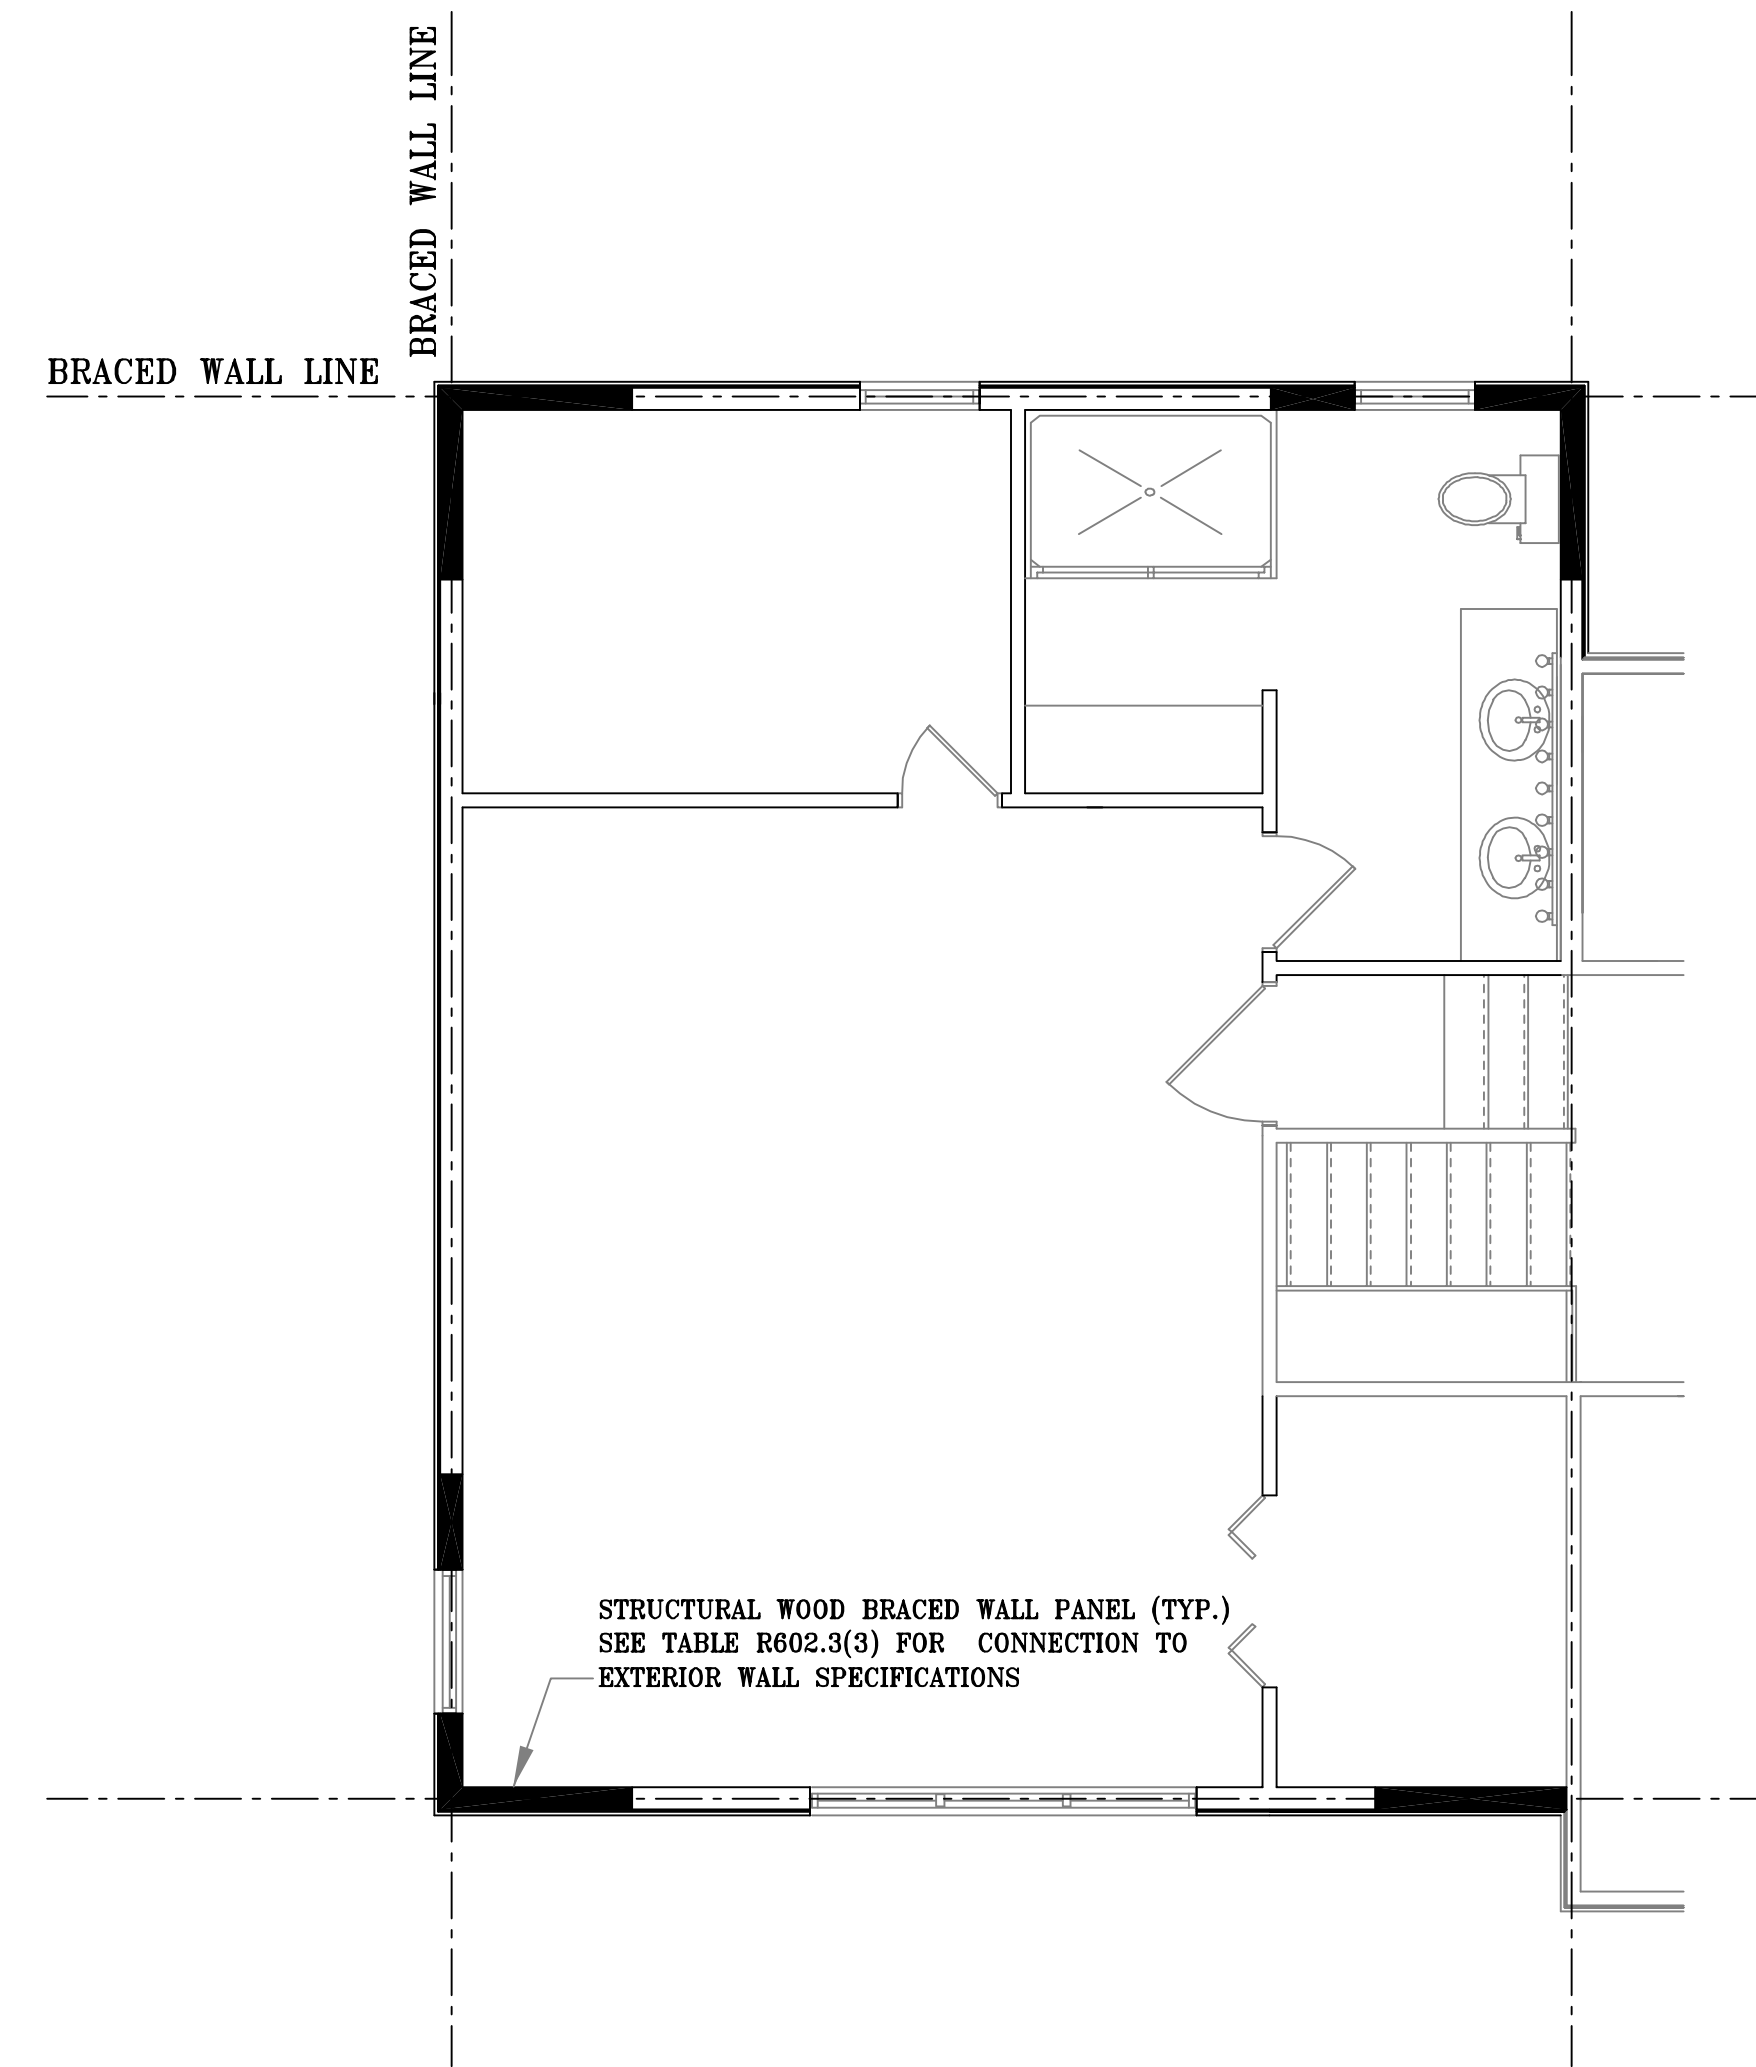 BRACED WALL LINE
BRACED WALL LINE
STRUCTURAL WOOD BRACED WALL PANEL (TYP.)
SEE TABLE R602.3(3) FOR CONNECTION TO
EXTERIOR WALL SPECIFICATIONS